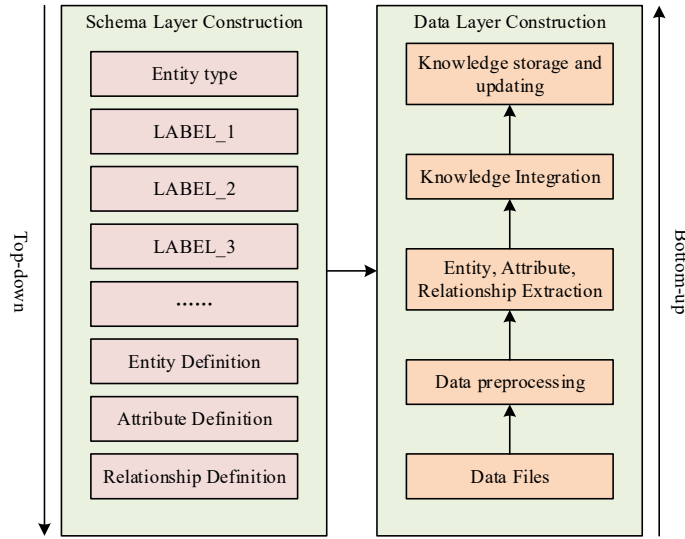 Top-down
Schema Layer Construction
Entity type
LABEL_1
LABEL_2
LABEL_3
......
Entity Definition
Attribute Definition
Relationship Definition
Data Layer Construction
Knowledge storage and
updating
Knowledge Integration
Entity, Attribute,
Relationship Extraction
Data preprocessing
Data Files
Bottom-up